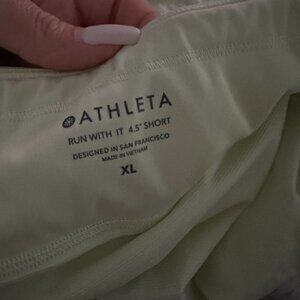 ATHLETA
RUN WITH IT 4.5" SHORT
DESIGNED IN SAN FRANCISCO
MADE IN VIETNAM
XL